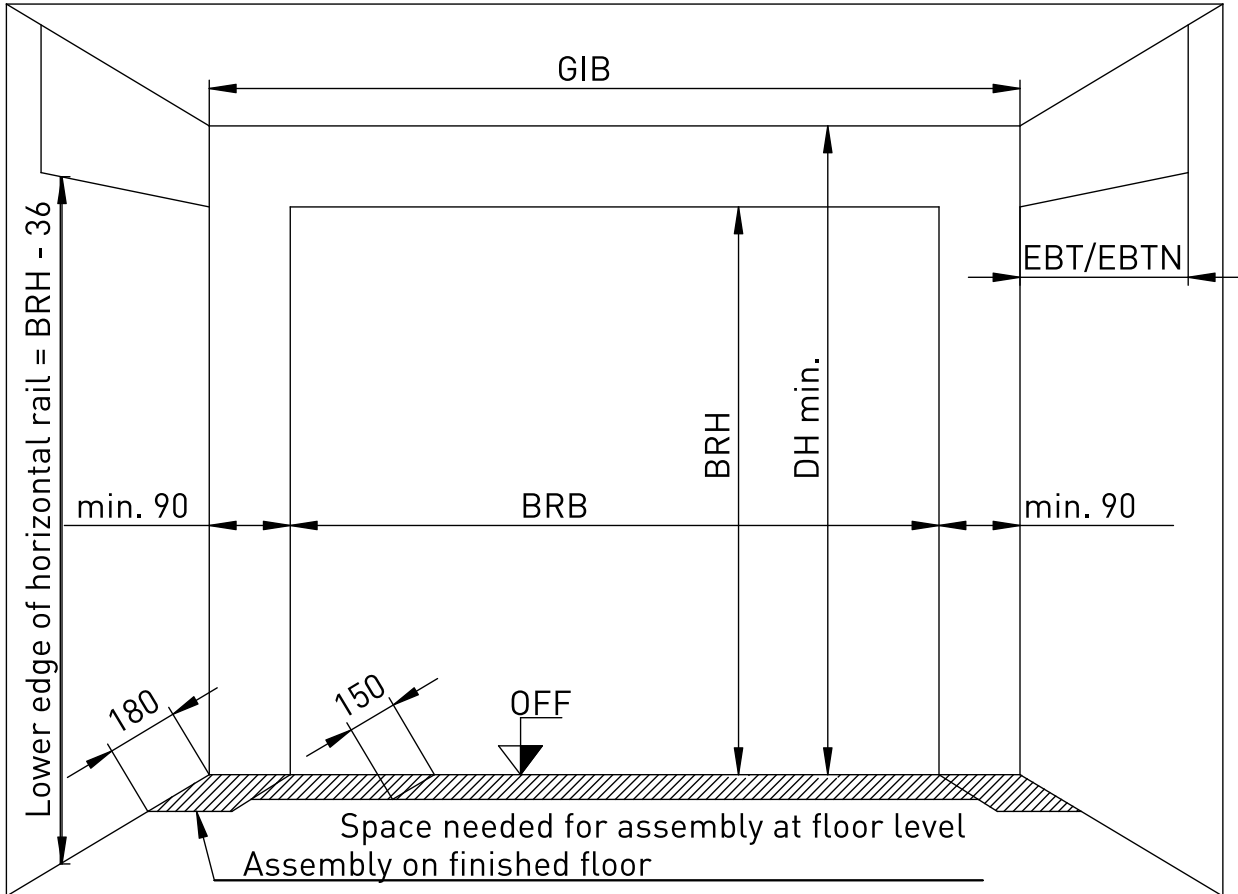 GIB
Lower edge of horizontal rail = BRH - 36
EBT/EBTN
BRH
DH min.
min. 90
BRB
min. 90
180
150
OFF
Space needed for assembly at floor level
Assembly on finished floor